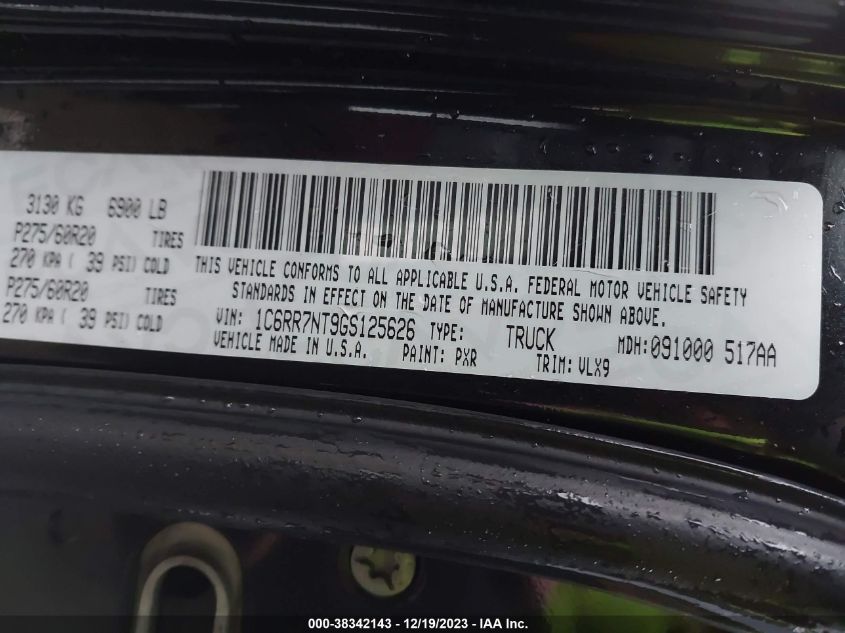 3130 KG 6900 LB
P275/60R20 TIRES
270 KPA ( 39 PSI) COLD
P275/60R20 TIRES
270 KPA ( 39 PSI) COLD
THIS VEHICLE CONFORMS TO ALL APPLICABLE U.S.A. FEDERAL MOTOR VEHICLE SAFETY
STANDARDS IN EFFECT ON THE DATE OF MANUFACTURE SHOWN ABOVE.
VIN: 1C6RR7NT9GS125626 TYPE: TRUCK MDH:091000 517AA
VEHICLE MADE IN U.S.A. PAINT: PXR TRIM: VLX9
000-38342143 - 12/19/2023 - IAA Inc.